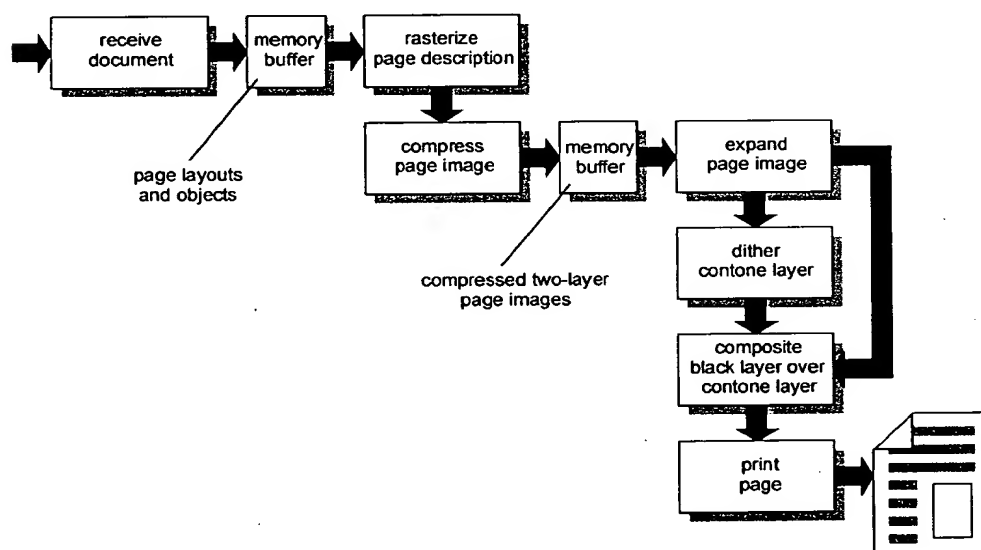 receive
document
memory
buffer
rasterize
page description
page layouts
and objects
compress
page image
memory
buffer
expand
page image
compressed two-layer
page images
dither
contone layer
composite
black layer over
contone layer
print
page